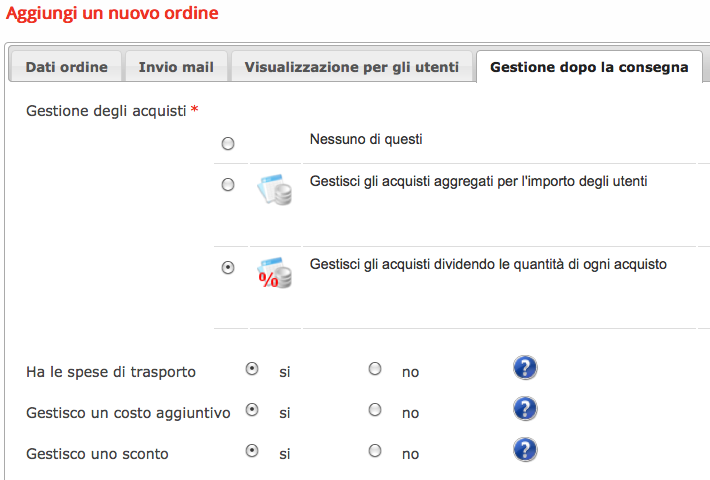 Aggiungi un nuovo ordine
Dati ordine Invio mail Visualizzazione per gli utenti Gestione dopo la consegna
Gestione degli acquisti *
Nessuno di questi
Gestisci gli acquisti aggregati per l'importo degli utenti
% Gestisci gli acquisti dividendo le quantità di ogni acquisto
Ha le spese di trasporto si no ?
Gestisco un costo aggiuntivo si no ?
Gestisco uno sconto si no ?